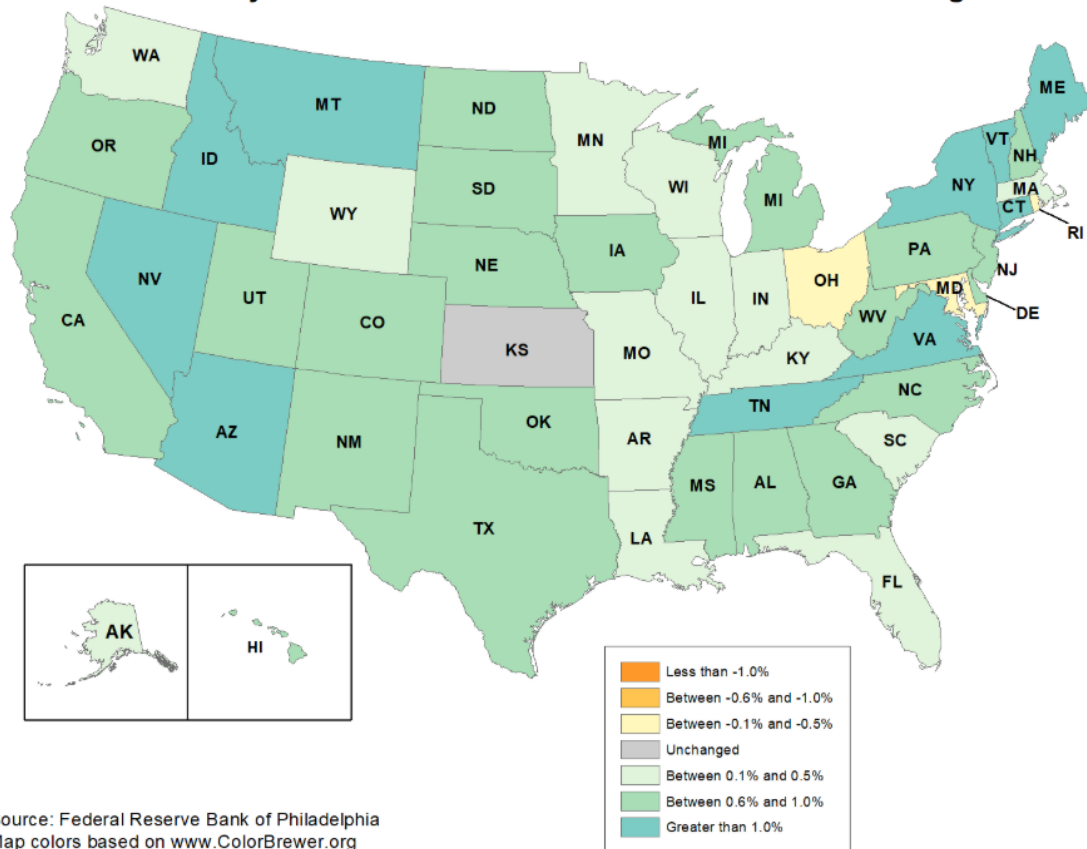 WA
MT
ND
MN
ME
VT
NH
OR
ID
SD
WI
MI
MI
NY
MA
CT
RI
WY
IA
PA
NJ
NE
NV
UT
CO
IL
IN
OH
MD
DE
WV
CA
KS
MO
KY
VA
NC
TN
AZ
NM
OK
AR
SC
MS
AL
GA
TX
LA
FL
AK
HI
Less than -1.0%
Between -0.6% and -1.0%
Between -0.1% and -0.5%
Unchanged
Between 0.1% and 0.5%
Between 0.6% and 1.0%
Greater than 1.0%
ource: Federal Reserve Bank of Philadelphia
Map colors based on www.ColorBrewer.org